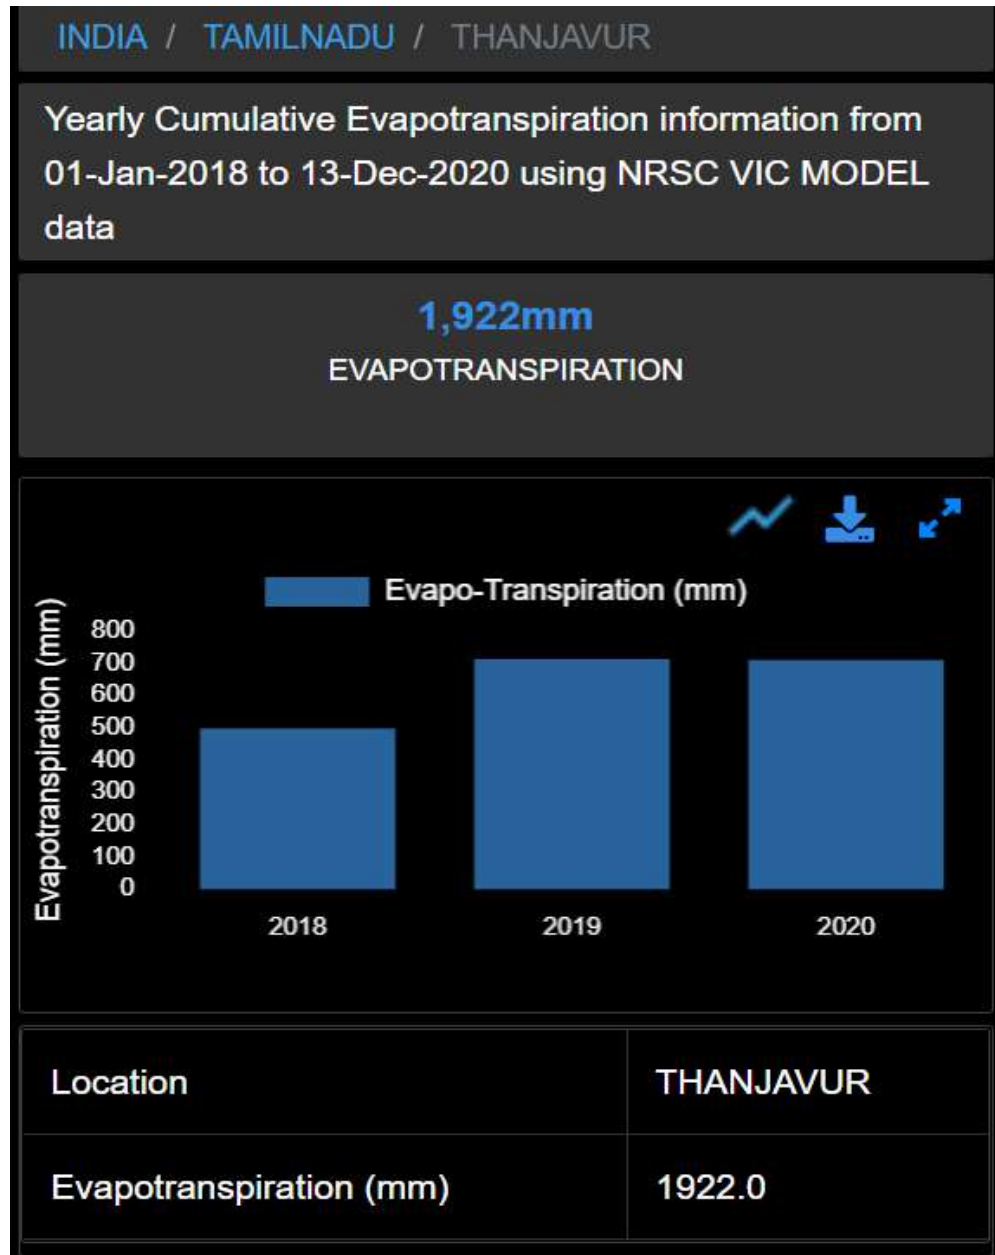 INDIA / TAMILNADU / THANJAVUR
Yearly Cumulative Evapotranspiration information from
01-Jan-2018 to 13-Dec-2020 using NRSC VIC MODEL
data
1,922mm
EVAPOTRANSPIRATION
Evapo-Transpiration (mm)
Evapotranspiration (mm)
800
700
600
500
400
300
200
100
0
2018 2019 2020
Location THANJAVUR
Evapotranspiration (mm) 1922.0